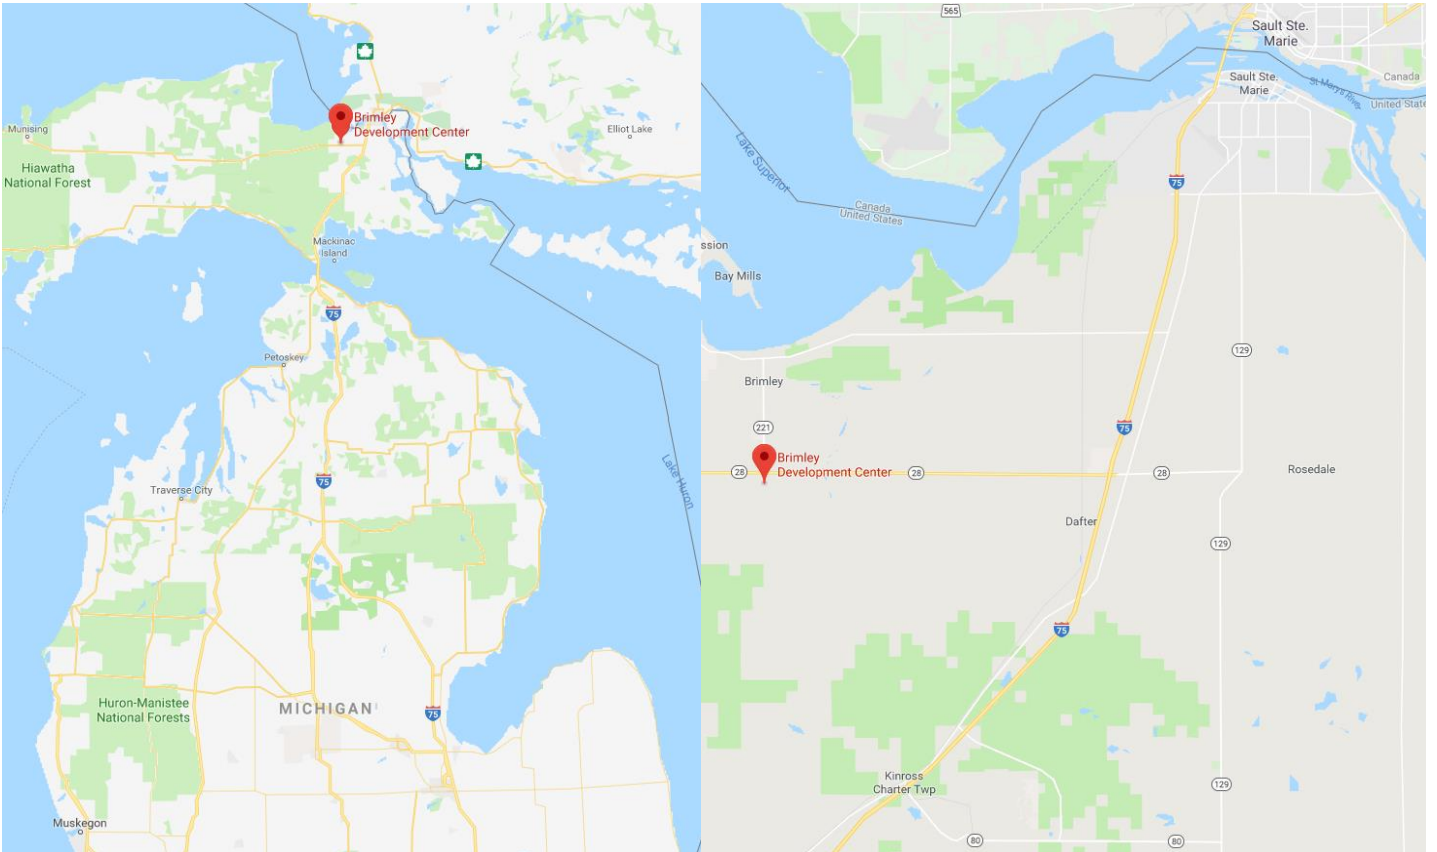 Munising
Hiawatha
National Forest
Brimley
Development Center
Elliot Lake
Mackinac
Island
75
Petoskey
75
Traverse City
Lake Huron
Huron-Manistee
National Forests
MICHIGAN
75
Muskegon
565
Sault Ste.
Marie
Sault Ste.
Marie
St Marys River
Canada
United State
75
Lake Superior
Canada
United States
ssion
Bay Mills
129
Brimley
221
75
28
Brimley
Development Center
28
28
Rosedale
Dafter
129
75
Kinross
Charter Twp
129
80
80